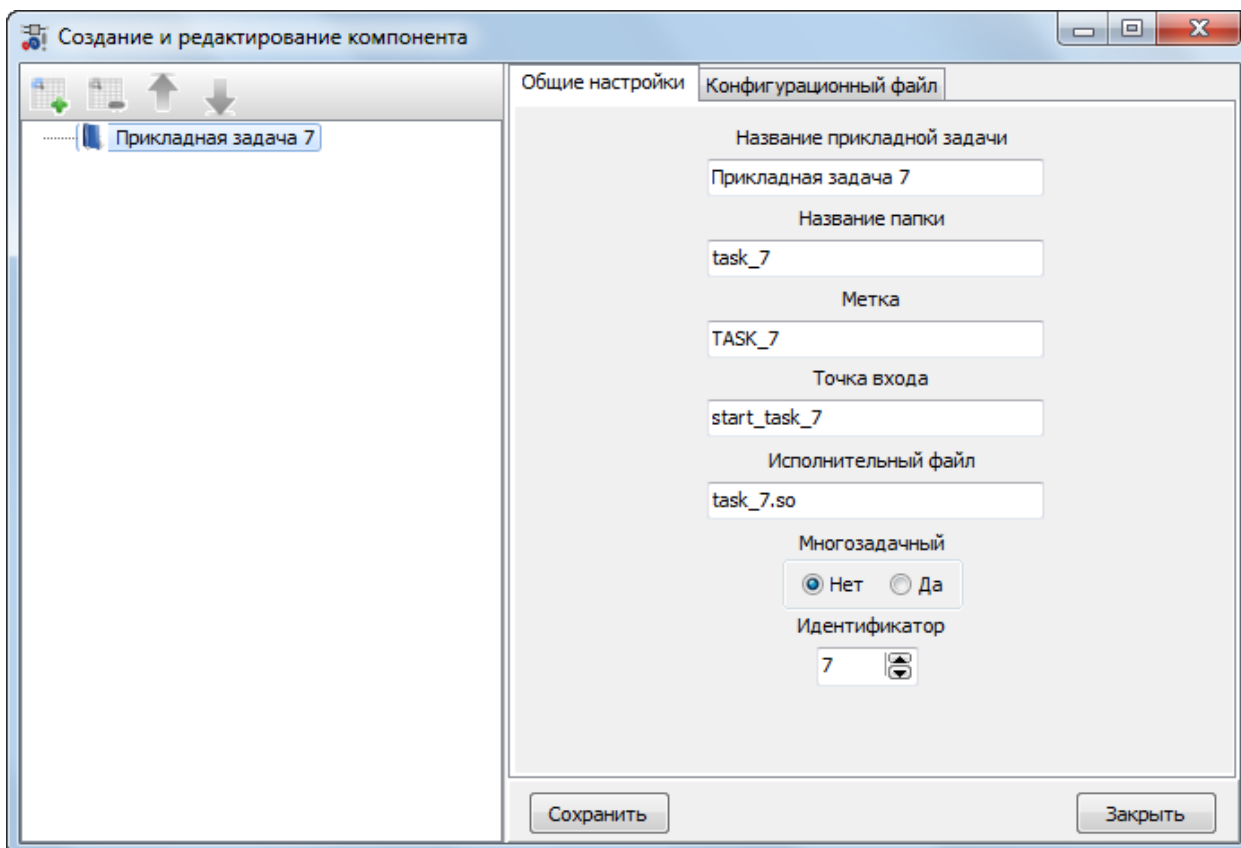 Создание и редактирование компонента
Прикладная задача 7
Общие настройки
Конфигурационный файл
Название прикладной задачи
Прикладная задача 7
Название папки
task_7
Метка
TASK_7
Точка входа
start_task_7
Исполнительный файл
task_7.so
Многозадачный
Нет Да
Идентификатор
7
Сохранить
Закрыть